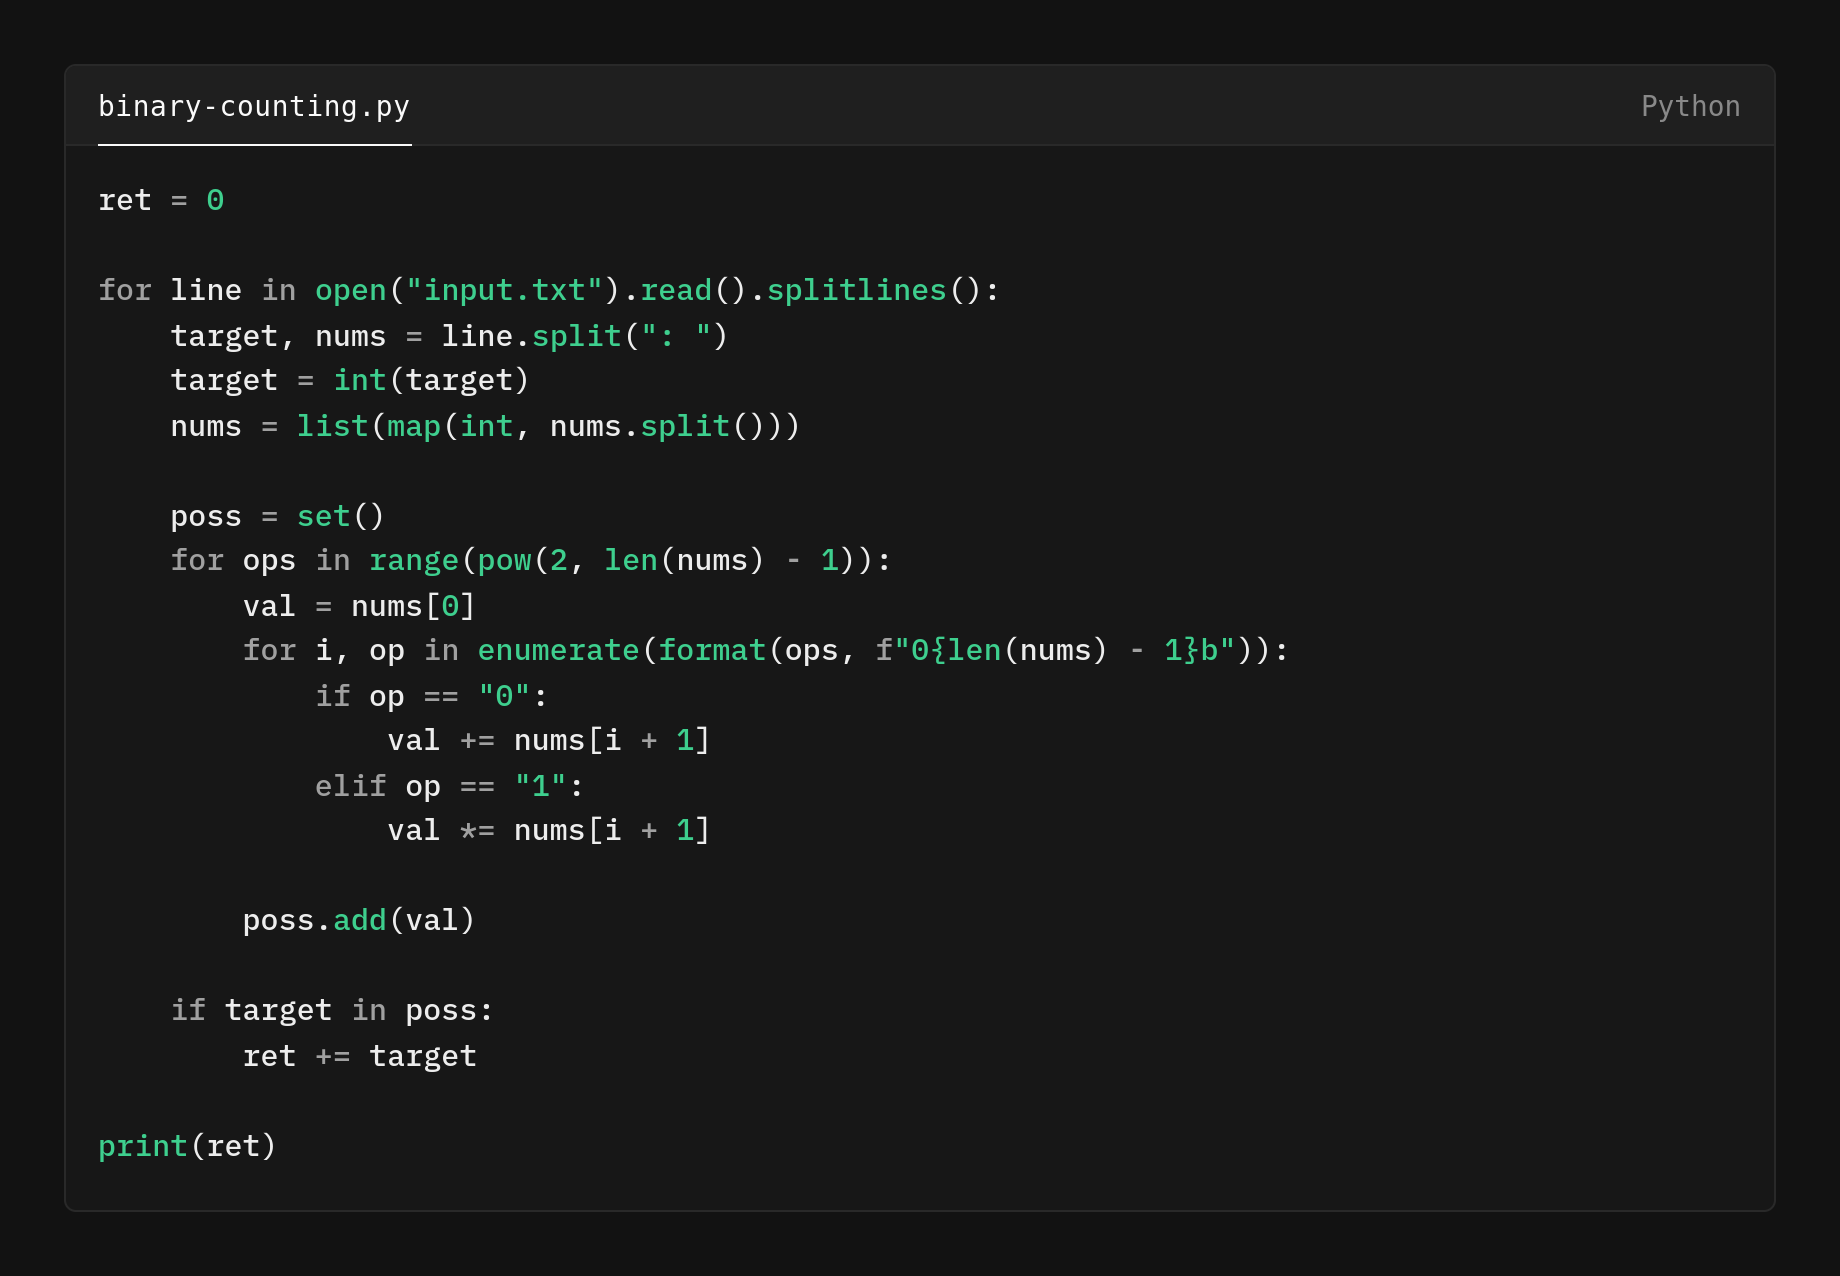 binary-counting.py
Python
ret = 0
for line in open("input.txt").read().splitlines():
    target, nums = line.split(": ")
    target = int(target)
    nums = list(map(int, nums.split()))
    poss = set()
    for ops in range(pow(2, len(nums) - 1)):
        val = nums[0]
        for i, op in enumerate(format(ops, f"0{len(nums) - 1}b")):
            if op == "0":
                val += nums[i + 1]
            elif op == "1":
                val *= nums[i + 1]
        poss.add(val)
    if target in poss:
        ret += target
print(ret)